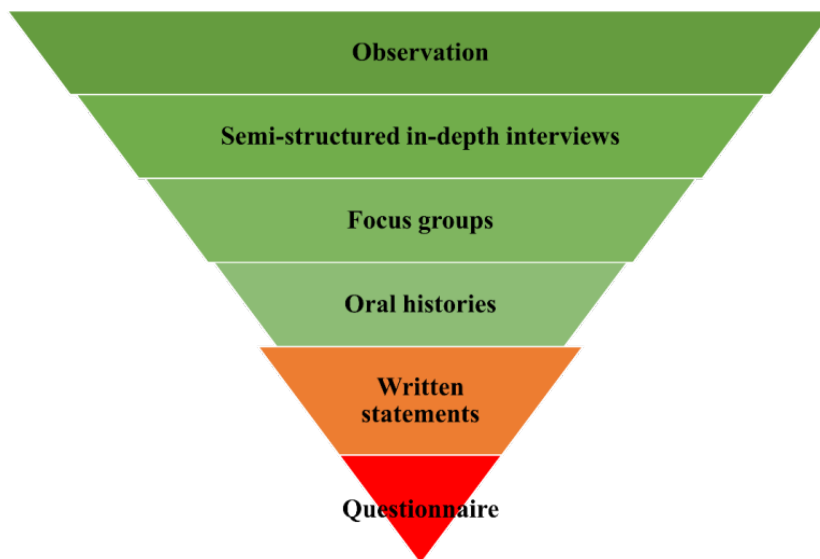 Observation
Semi-structured in-depth interviews
Focus groups
Oral histories
Written
statements
Questionnaire